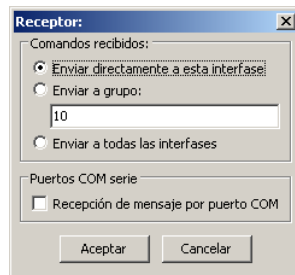 Receptor:
Comandos recibidos:
Enviar directamente a esta interfase
Enviar a grupo:
10
Enviar a todas las interfases
Puertos COM serie
Recepción de mensaje por puerto COM
Aceptar Cancelar